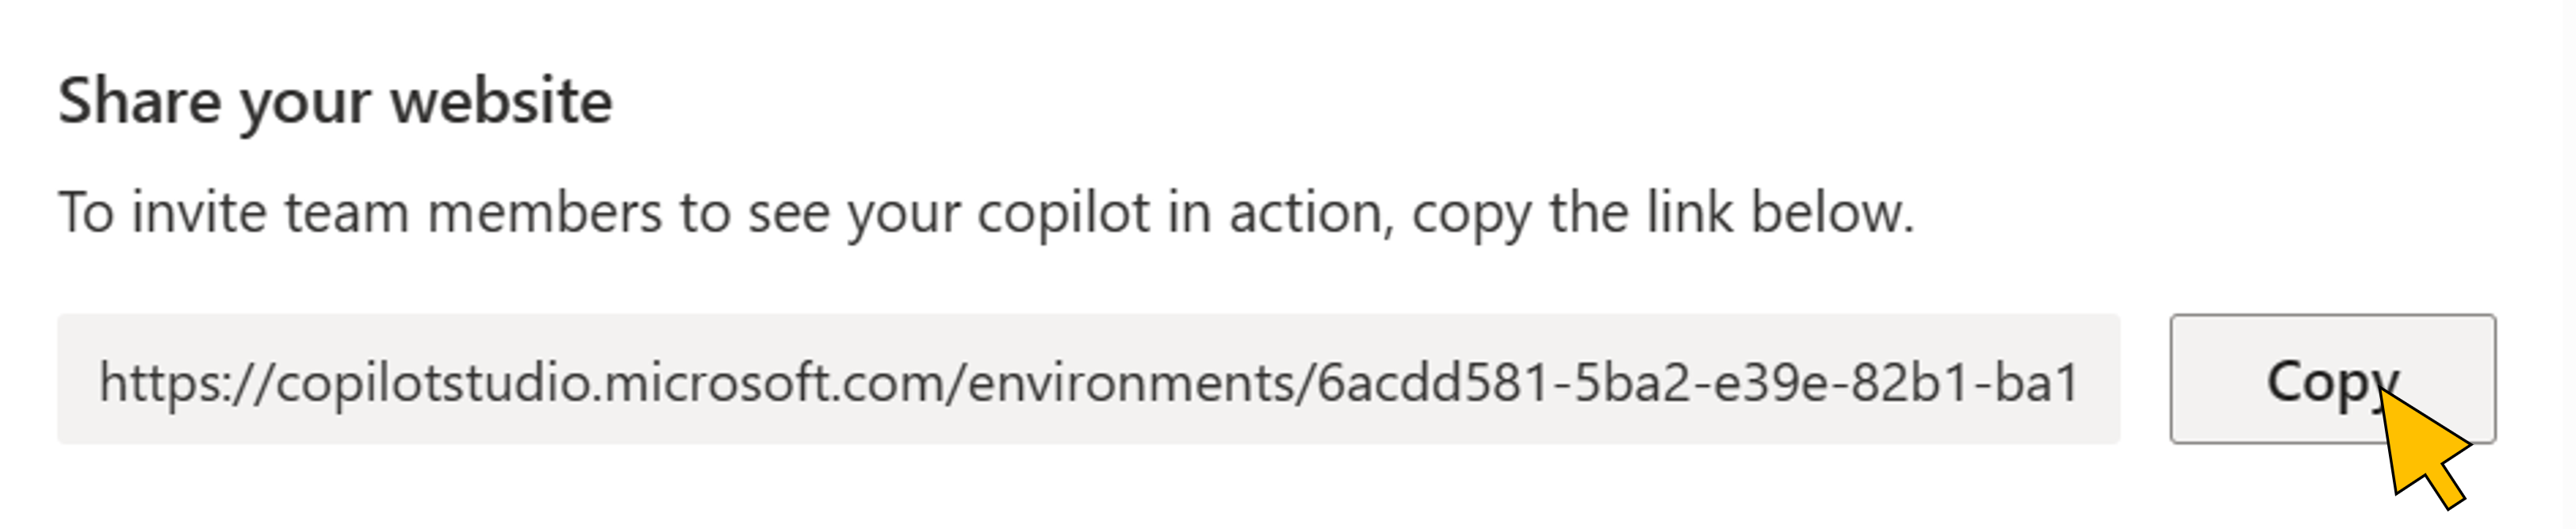 Share your website
To invite team members to see your copilot in action, copy the link below.
https://copilotstudio.microsoft.com/environments/6acdd581-5ba2-e39e-82b1-ba1
Copy